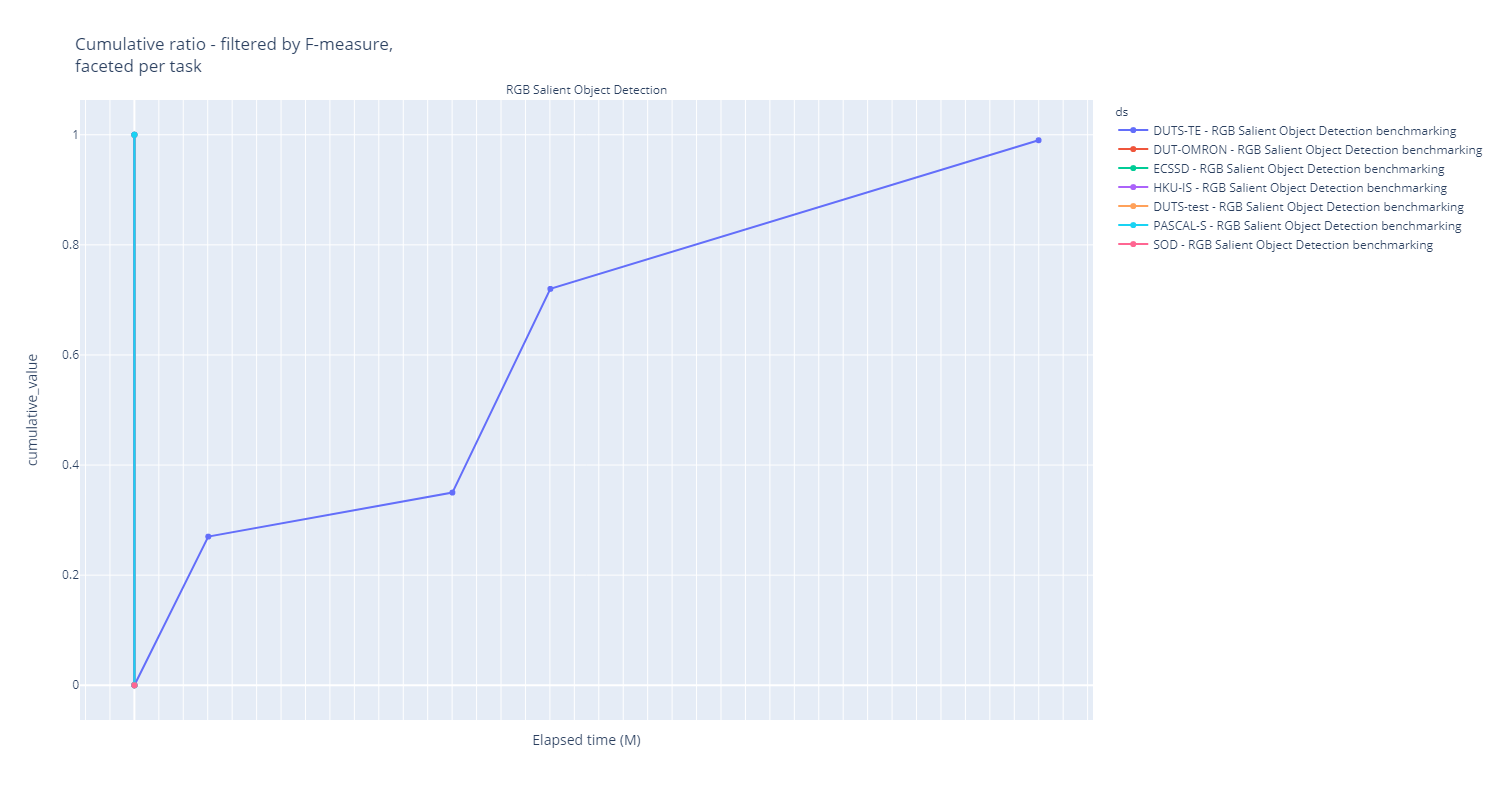 Cumulative ratio - filtered by F-measure,
faceted per task
RGB Salient Object Detection
ds
DUTS-TE - RGB Salient Object Detection benchmarking
DUT-OMRON - RGB Salient Object Detection benchmarking
ECSSD - RGB Salient Object Detection benchmarking
HKU-IS - RGB Salient Object Detection benchmarking
DUTS-test - RGB Salient Object Detection benchmarking
PASCAL-S - RGB Salient Object Detection benchmarking
SOD - RGB Salient Object Detection benchmarking
1
0.8
0.6
0.4
0.2
0
cumulative_value
Elapsed time (M)